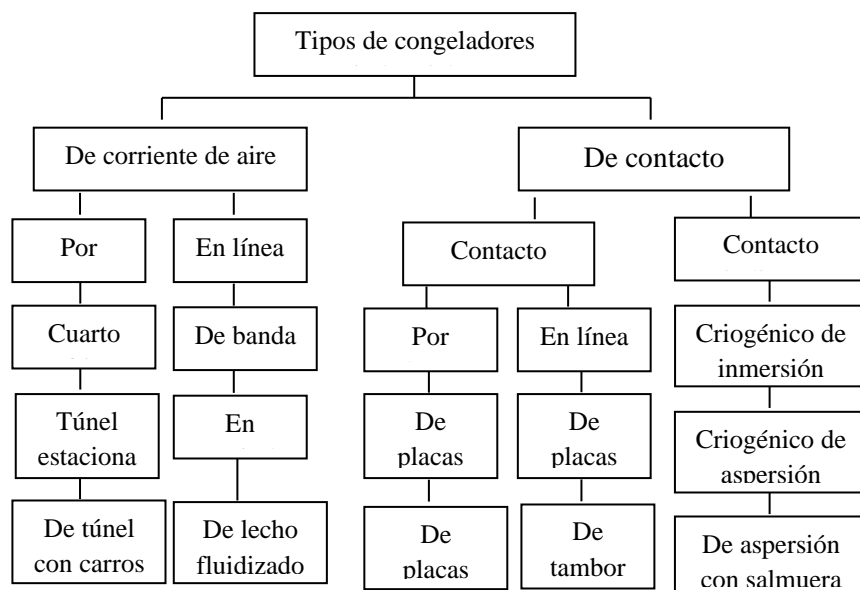 Tipos de congeladores
De corriente de aire
De contacto
Por
En línea
Contacto
Contacto
Cuarto
De banda
Por
En línea
Criogénico de
inmersión
Túnel
estaciona
En
De
placas
De
placas
Criogénico de
aspersión
De túnel
con carros
De lecho
fluidizado
De
placas
De
tambor
De aspersión
con salmuera